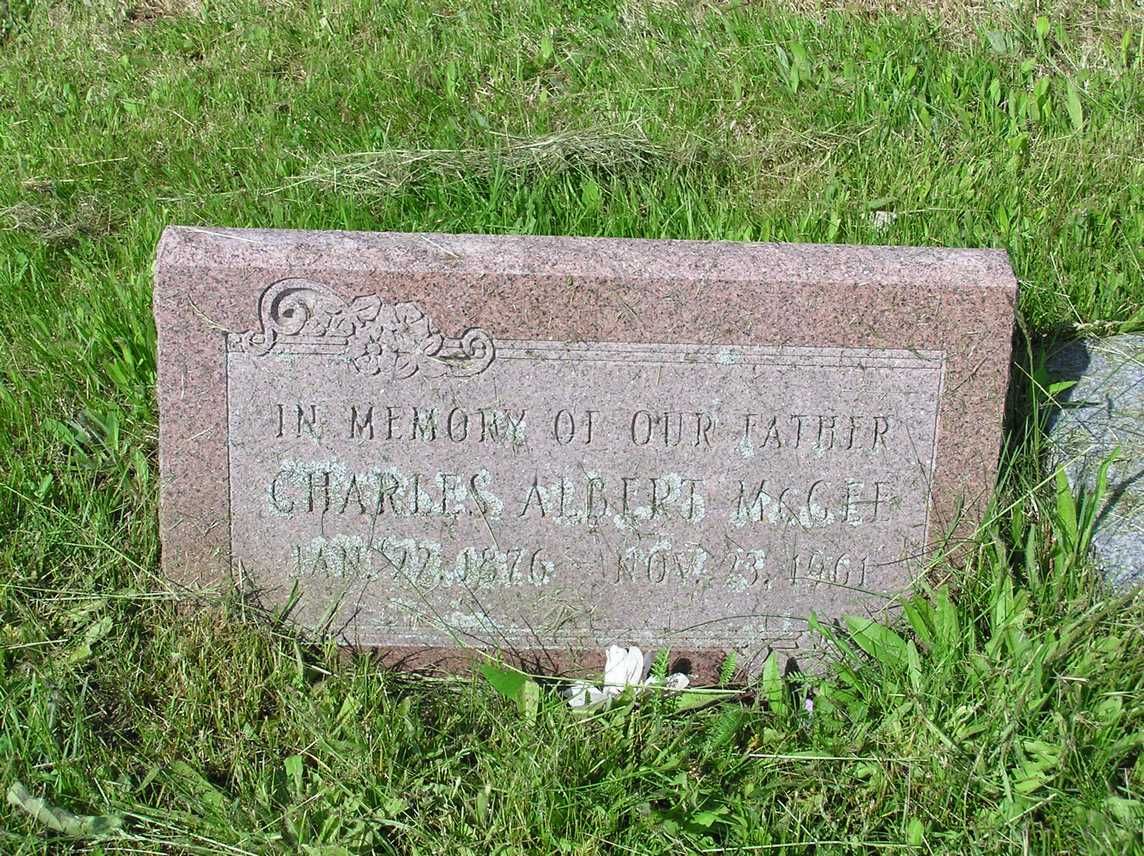 IN MEMORY OF OUR FATHER
CHARLES ALBERT McGEE
JAN. 22, 1876 NOV. 23, 1961